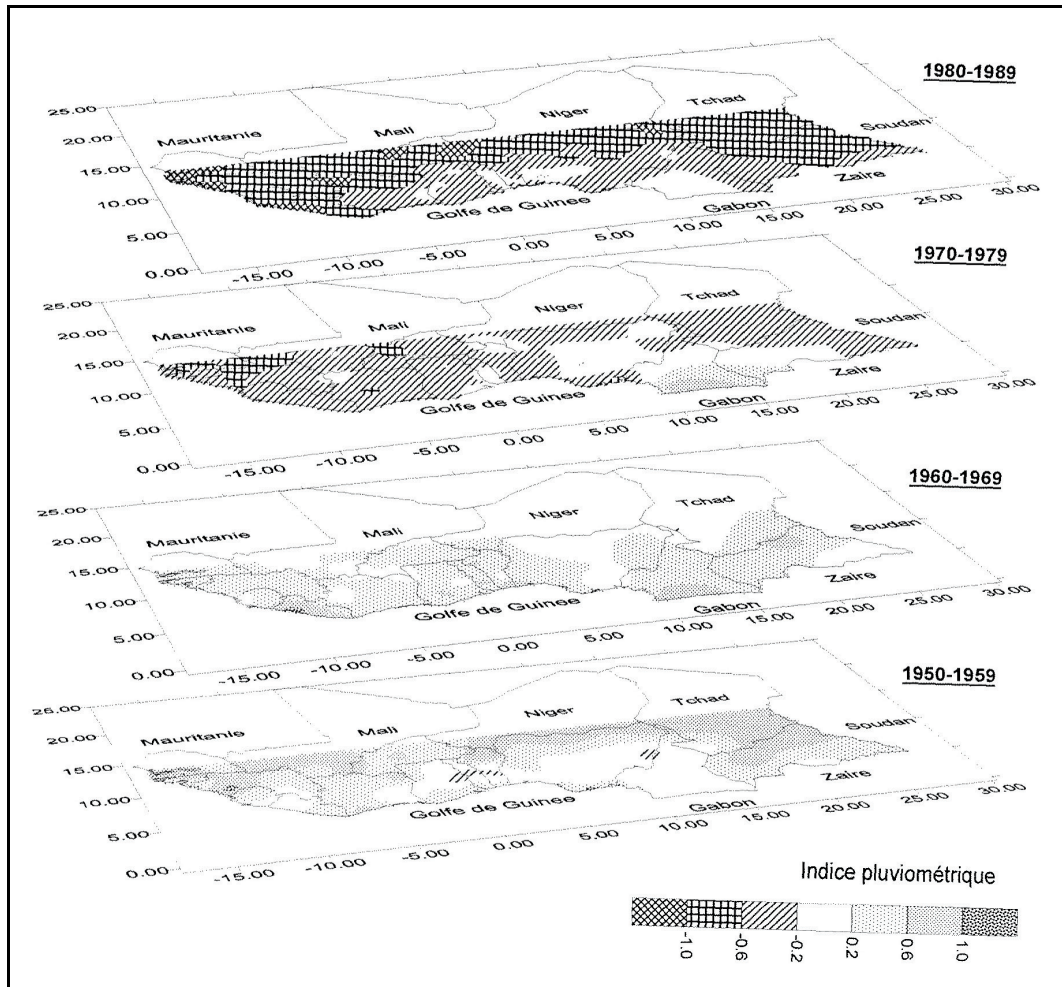 1980-1989
25.00
20.00
15.00
10.00
5.00
0.00
Mauritanie
Mali
Niger
Tchad
Soudan
Zaire
Gabon
Golfe de Guinee
-15.00
-10.00
-5.00
0.00
5.00
10.00
15.00
20.00
25.00
30.00
1970-1979
25.00
20.00
15.00
10.00
5.00
0.00
Mauritanie
Mali
Niger
Tchad
Soudan
Zaire
Gabon
Golfe de Guinee
-15.00
-10.00
-5.00
0.00
5.00
10.00
15.00
20.00
25.00
30.00
1960-1969
25.00
20.00
15.00
10.00
5.00
0.00
Mauritanie
Mali
Niger
Tchad
Soudan
Zaire
Gabon
Golfe de Guinee
-15.00
-10.00
-5.00
0.00
5.00
10.00
15.00
20.00
25.00
30.00
1950-1959
25.00
20.00
15.00
10.00
5.00
0.00
Mauritanie
Mali
Niger
Tchad
Soudan
Zaire
Gabon
Golfe de Guinee
-15.00
-10.00
-5.00
0.00
5.00
10.00
15.00
20.00
25.00
30.00
Indice pluviométrique
-1.0
-0.6
-0.2
0.2
0.6
1.0